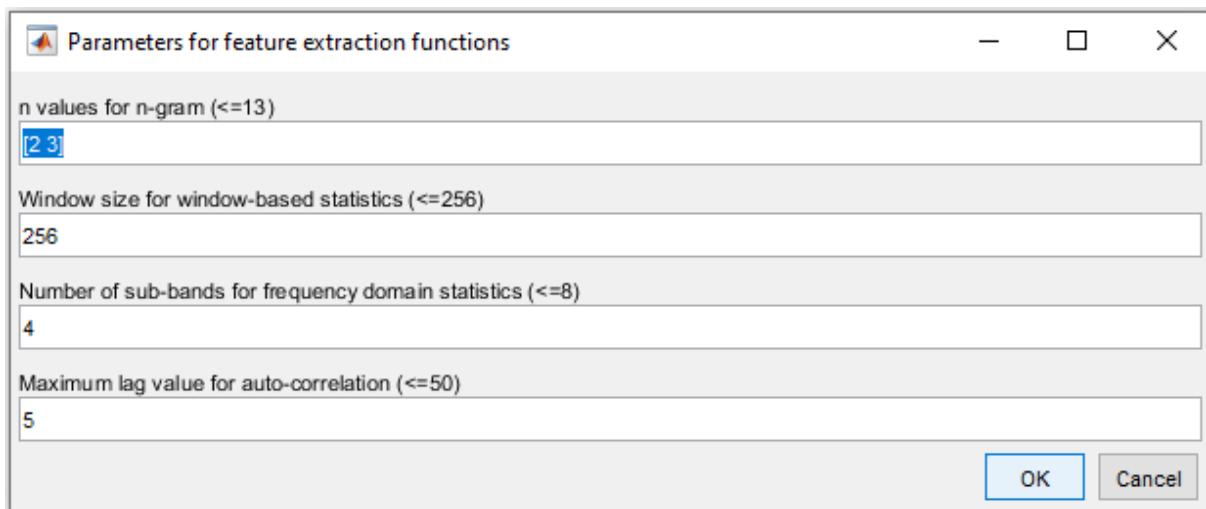 Parameters for feature extraction functions
n values for n-gram (<=13)
[2 3]
Window size for window-based statistics (<=256)
256
Number of sub-bands for frequency domain statistics (<=8)
4
Maximum lag value for auto-correlation (<=50)
5
OK Cancel